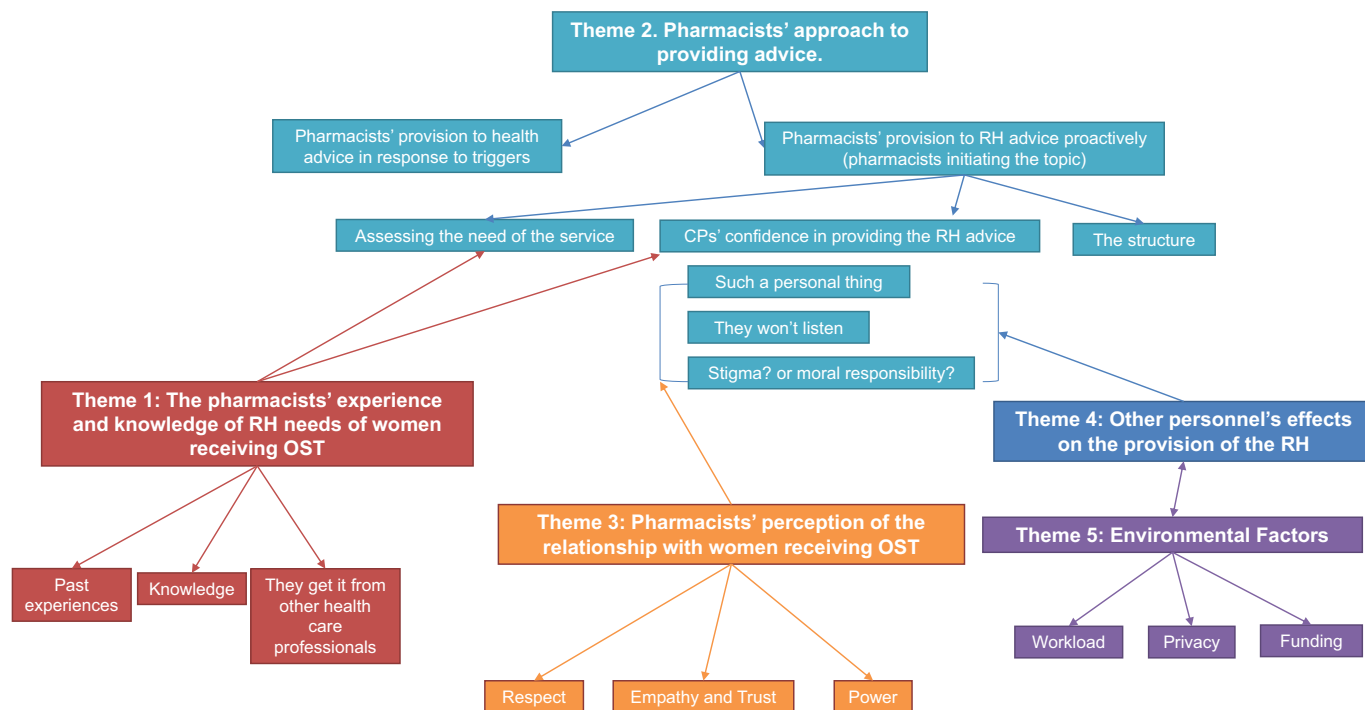 Theme 2. Pharmacists’ approach to
providing advice.
Pharmacists’ provision to health
advice in response to triggers
Pharmacists’ provision to RH advice proactively
(pharmacists initiating the topic)
Assessing the need of the service
CPs’ confidence in providing the RH advice
The structure
Such a personal thing
They won’t listen
Stigma? or moral responsibility?
Theme 1: The pharmacists’ experience
and knowledge of RH needs of women
receiving OST
Theme 4: Other personnel’s effects
on the provision of the RH
Theme 3: Pharmacists’ perception of the
relationship with women receiving OST
Theme 5: Environmental Factors
Past
experiences
Knowledge
They get it from
other health
care
professionals
Workload
Privacy
Funding
Respect
Empathy and Trust
Power